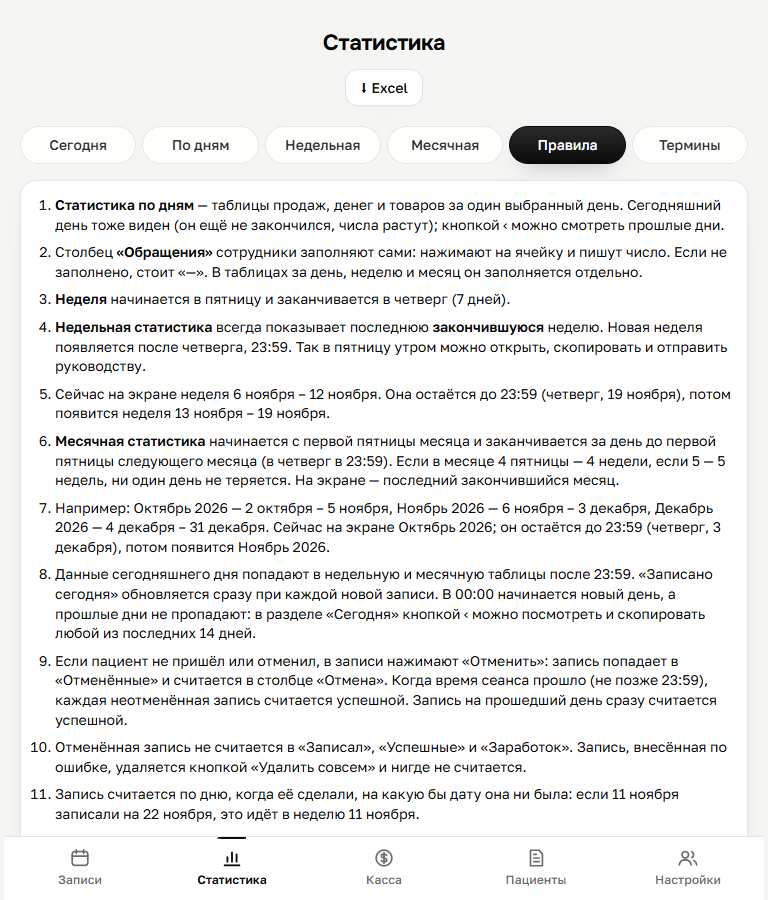 Статистика
⭳ Excel
Сегодня
По дням
Недельная
Месячная
Правила
Термины
1. Статистика по дням — таблицы продаж, денег и товаров за один выбранный день. Сегодняшний
день тоже виден (он ещё не закончился, числа растут); кнопкой ‹ можно смотреть прошлые дни.
2. Столбец «Обращения» сотрудники заполняют сами: нажимают на ячейку и пишут число. Если не
заполнено, стоит «—». В таблицах за день, неделю и месяц он заполняется отдельно.
3. Неделя начинается в пятницу и заканчивается в четверг (7 дней).
4. Недельная статистика всегда показывает последнюю закончившуюся неделю. Новая неделя
появляется после четверга, 23:59. Так в пятницу утром можно открыть, скопировать и отправить
руководству.
5. Сейчас на экране неделя 6 ноября – 12 ноября. Она остаётся до 23:59 (четверг, 19 ноября), потом
появится неделя 13 ноября – 19 ноября.
6. Месячная статистика начинается с первой пятницы месяца и заканчивается за день до первой
пятницы следующего месяца (в четверг в 23:59). Если в месяце 4 пятницы — 4 недели, если 5 — 5
недель, ни один день не теряется. На экране — последний закончившийся месяц.
7. Например: Октябрь 2026 — 2 октября – 5 ноября, Ноябрь 2026 — 6 ноября – 3 декабря, Декабрь
2026 — 4 декабря – 31 декабря. Сейчас на экране Октябрь 2026; он остаётся до 23:59 (четверг, 3
декабря), потом появится Ноябрь 2026.
8. Данные сегодняшнего дня попадают в недельную и месячную таблицы после 23:59. «Записано
сегодня» обновляется сразу при каждой новой записи. В 00:00 начинается новый день, а
прошлые дни не пропадают: в разделе «Сегодня» кнопкой ‹ можно посмотреть и скопировать
любой из последних 14 дней.
9. Если пациент не пришёл или отменил, в записи нажимают «Отменить»: запись попадает в
«Отменённые» и считается в столбце «Отмена». Когда время сеанса прошло (не позже 23:59),
каждая неотменённая запись считается успешной. Запись на прошедший день сразу считается
успешной.
10. Отменённая запись не считается в «Записал», «Успешные» и «Заработок». Запись, внесённая по
ошибке, удаляется кнопкой «Удалить совсем» и нигде не считается.
11. Запись считается по дню, когда её сделали, на какую бы дату она ни была: если 11 ноября
записали на 22 ноября, это идёт в неделю 11 ноября.
Записи
Статистика
Касса
Пациенты
Настройки